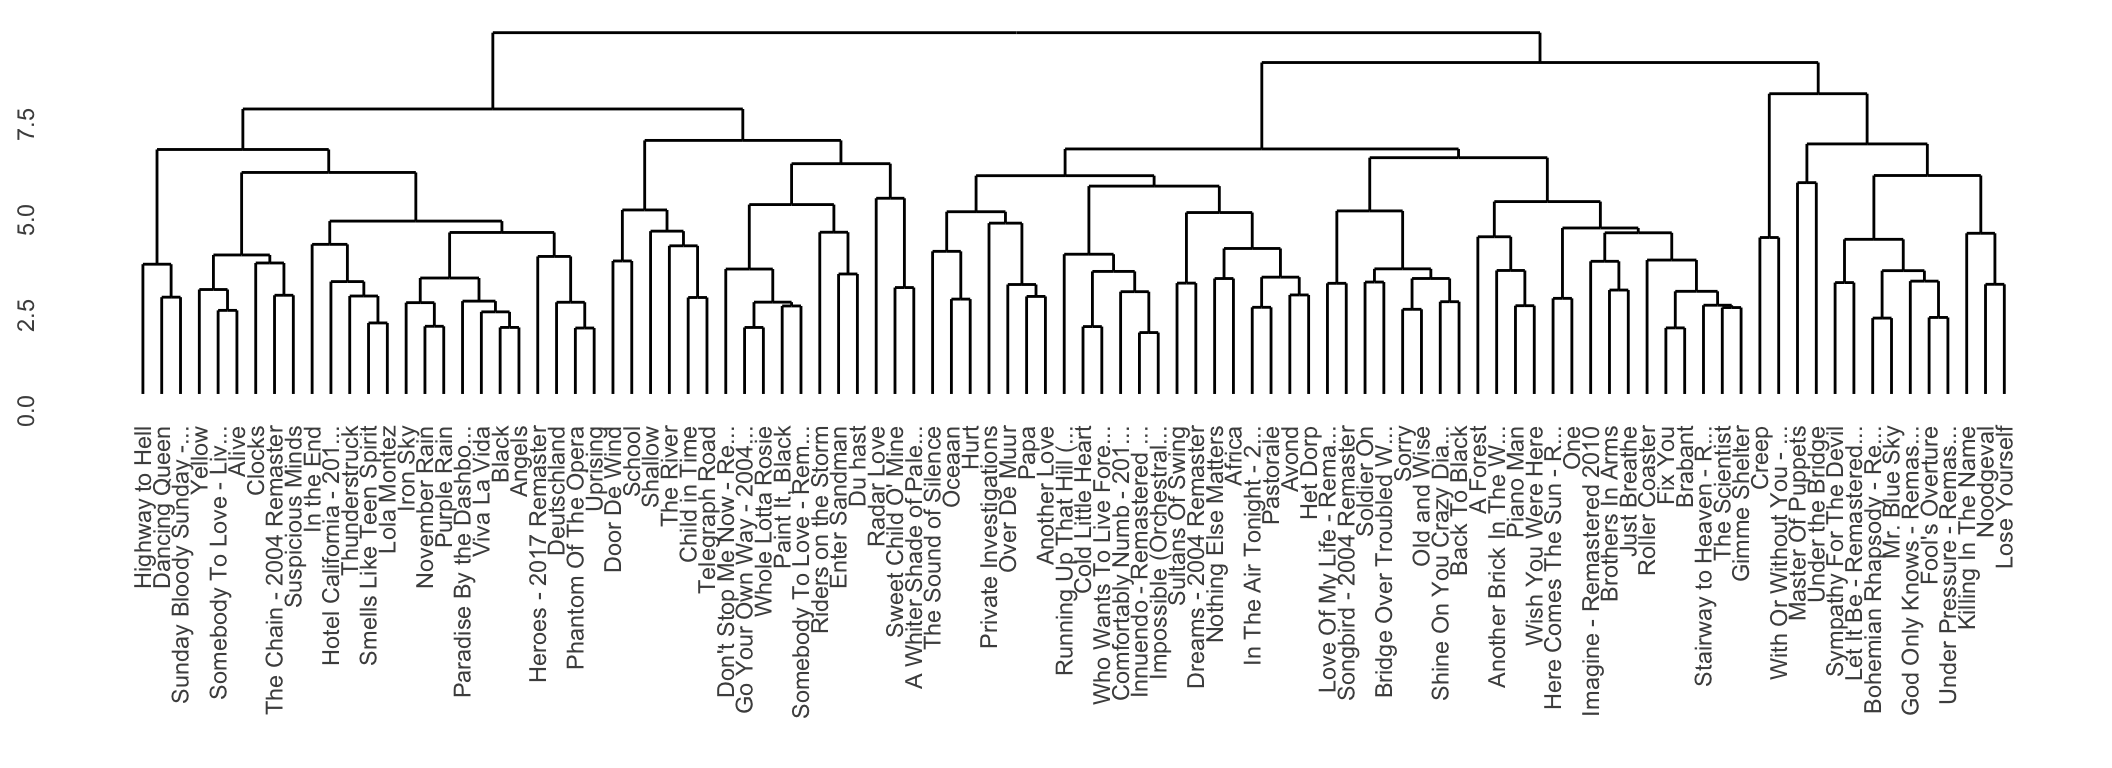 7.5
5.0
2.5
0.0
Highway to Hell
Dancing Queen
Sunday Bloody Sunday -...
Yellow
Somebody To Love - Liv...
Alive
Clocks
The Chain - 2004 Remaster
Suspicious Minds
In the End
Hotel California - 201...
Thunderstruck
Smells Like Teen Spirit
Lola Montez
Iron Sky
November Rain
Purple Rain
Paradise By the Dashbo...
Viva La Vida
Black
Angels
Heroes - 2017 Remaster
Deutschland
Phantom Of The Opera
Uprising
Door De Wind
School
Shallow
The River
Child in Time
Telegraph Road
Don't Stop Me Now - Re...
Go Your Own Way - 2004...
Whole Lotta Rosie
Paint It, Black
Somebody To Love - Rem...
Riders on the Storm
Enter Sandman
Du hast
Radar Love
Sweet Child O' Mine
A Whiter Shade of Pale...
The Sound of Silence
Ocean
Hurt
Private Investigations
Over De Muur
Papa
Another Love
Running Up That Hill (...
Cold Little Heart
Who Wants To Live Fore...
Comfortably Numb - 201...
Innuendo - Remastered ...
Impossible (Orchestral...
Sultans Of Swing
Dreams - 2004 Remaster
Nothing Else Matters
Africa
In The Air Tonight - 2...
Pastorale
Avond
Het Dorp
Love Of My Life - Rema...
Songbird - 2004 Remaster
Soldier On
Bridge Over Troubled W...
Sorry
Old and Wise
Shine On You Crazy Dia...
Back To Black
A Forest
Another Brick In The W...
Piano Man
Wish You Were Here
Here Comes The Sun - R...
One
Imagine - Remastered 2010
Brothers In Arms
Just Breathe
Roller Coaster
Fix You
Brabant
Stairway to Heaven - R...
The Scientist
Gimme Shelter
Creep
With Or Without You - ...
Master Of Puppets
Under the Bridge
Sympathy For The Devil
Let It Be - Remastered...
Bohemian Rhapsody - Re...
Mr. Blue Sky
God Only Knows - Remas...
Fool's Overture
Under Pressure - Remas...
Killing In The Name
Noodgeval
Lose Yourself